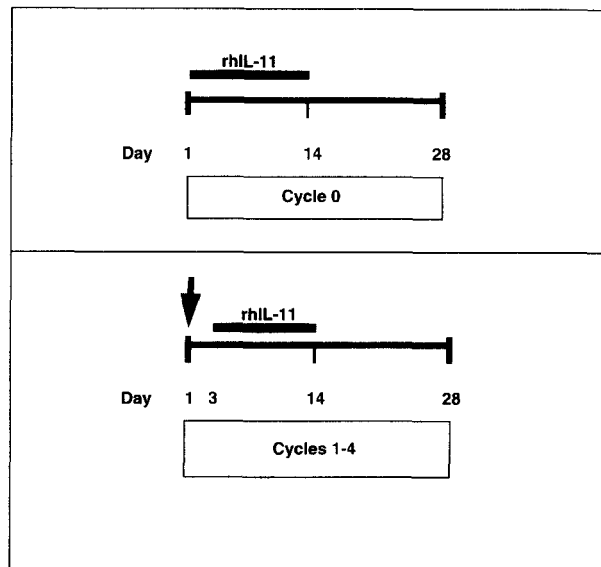 rhIL-11
Day 1 14 28
Cycle 0
rhIL-11
Day 1 3 14 28
Cycles 1-4